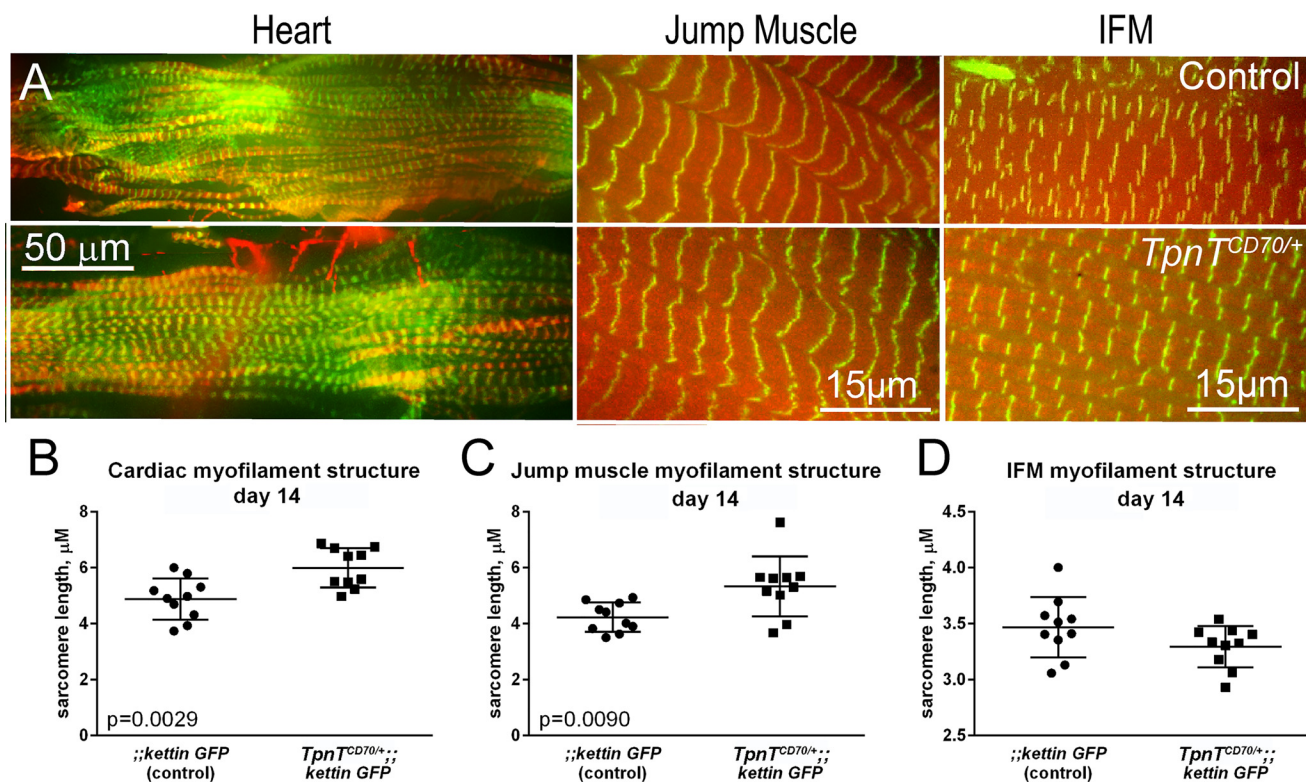 Heart Jump Muscle IFM
A Control
50 μm TpnT^CD70/+
15μm 15μm
B Cardiac myofilament structure
day 14
sarcomere length, μM
8
6
4
2
0
p=0.0029
;;kettin GFP
(control)
TpnT^CD70/+;;
kettin GFP
C Jump muscle myofilament structure
day 14
sarcomere length, μM
8
6
4
2
0
p=0.0090
;;kettin GFP
(control)
TpnT^CD70/+;;
kettin GFP
D IFM myofilament structure
day 14
sarcomere length, μM
4.5
4.0
3.5
3.0
2.5
;;kettin GFP
(control)
TpnT^CD70/+;;
kettin GFP